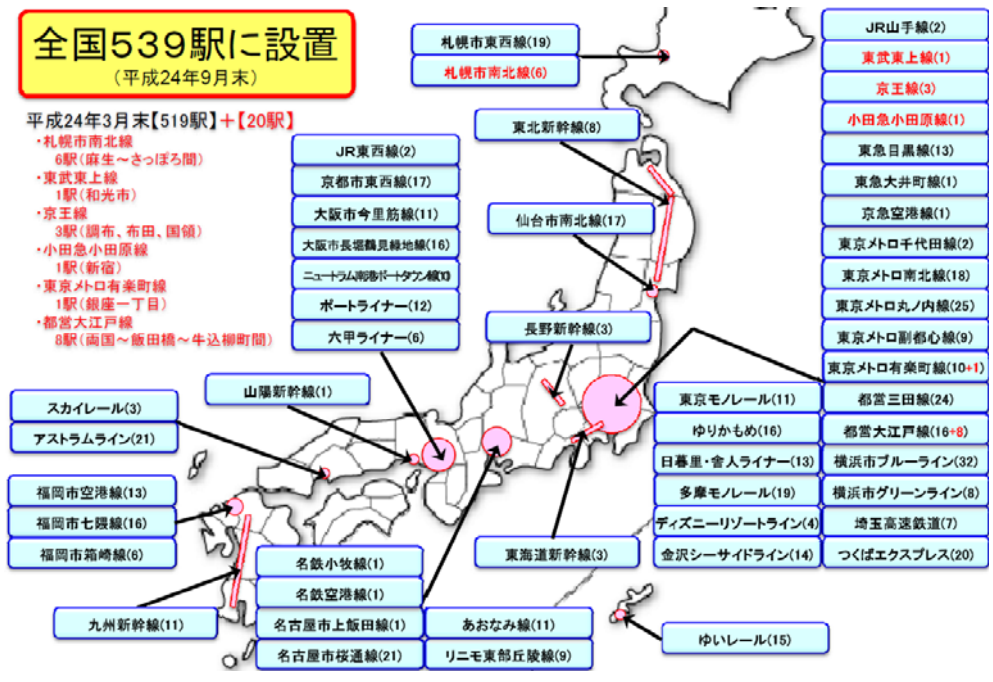 全国539駅に設置
(平成24年9月末)
平成24年3月末【519駅】+【20駅】
・札幌市南北線
6駅(麻生～さっぽろ間)
・東武東上線
1駅(和光市)
・京王線
3駅(調布、布田、国領)
・小田急小田原線
1駅(新宿)
・東京メトロ有楽町線
1駅(銀座一丁目)
・都営大江戸線
8駅(両国～飯田橋～牛込柳町間)
札幌市東西線(19)
札幌市南北線(6)
東北新幹線(8)
仙台市南北線(17)
長野新幹線(3)
JR東西線(2)
京都市東西線(17)
大阪市今里筋線(11)
大阪市長堀鶴見緑地線(16)
ニュートラム南港ポートタウン線
ポートライナー(12)
六甲ライナー(6)
山陽新幹線(1)
スカイレール(3)
アストラムライン(21)
福岡市空港線(13)
福岡市七隈線(16)
福岡市箱崎線(6)
九州新幹線(11)
名鉄小牧線(1)
名鉄空港線(1)
名古屋市上飯田線(1)
名古屋市桜通線(21)
あおなみ線(11)
リニモ東部丘陵線(9)
東海道新幹線(3)
ゆいレール(15)
JR山手線(2)
東武東上線(1)
京王線(3)
小田急小田原線(1)
東急目黒線(13)
東急大井町線(1)
京急空港線(1)
東京メトロ千代田線(2)
東京メトロ南北線(18)
東京メトロ丸ノ内線(25)
東京メトロ副都心線(9)
東京メトロ有楽町線(10+1)
都営三田線(24)
都営大江戸線(16+8)
横浜市ブルーライン(32)
横浜市グリーンライン(8)
埼玉高速鉄道(7)
つくばエクスプレス(20)
東京モノレール(11)
ゆりかもめ(16)
日暮里・舎人ライナー(13)
多摩モノレール(19)
ディズニーリゾートライン(4)
金沢シーサイドライン(14)